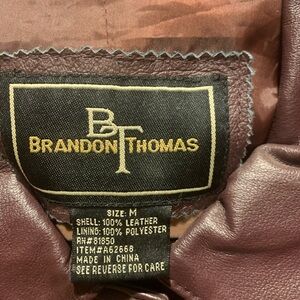 BT
BRANDON THOMAS
SIZE: M
SHELL: 100% LEATHER
LINING: 100% POLYESTER
RN#81850
ITEM#A62668
MADE IN CHINA
SEE REVERSE FOR CARE